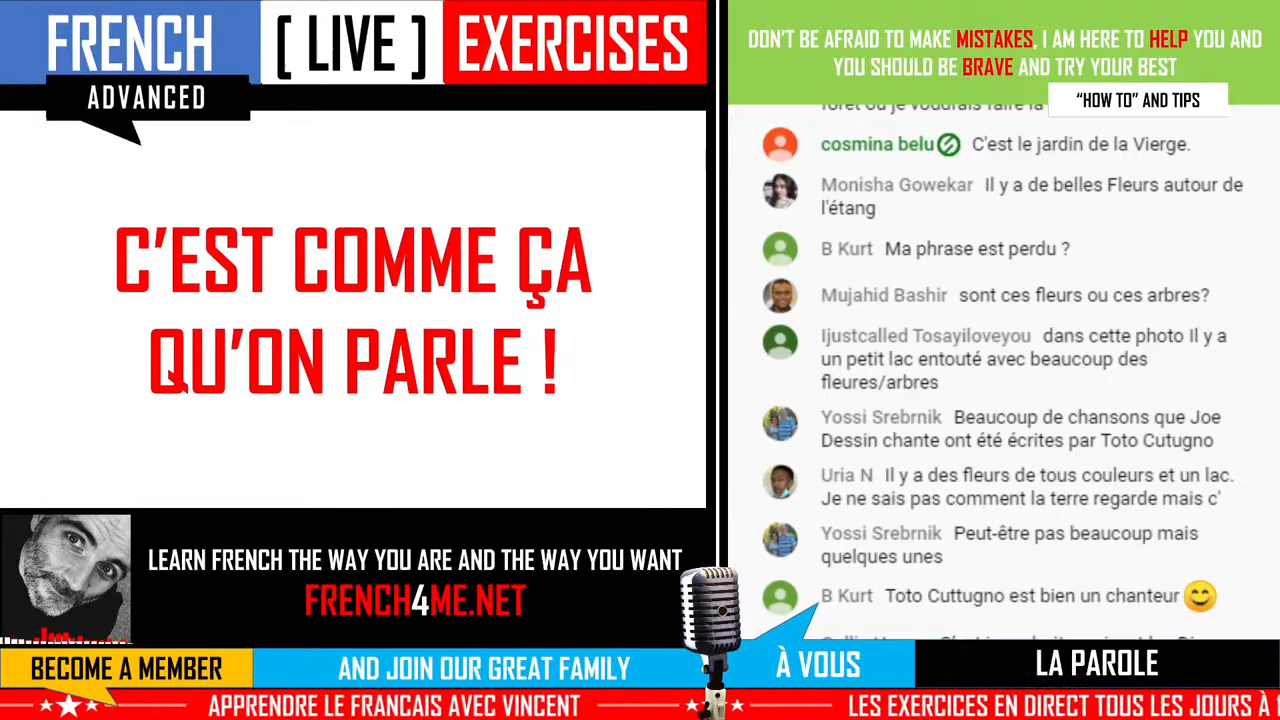 FRENCH [ LIVE ] EXERCISES
ADVANCED
C'EST COMME ÇA
QU'ON PARLE !
LEARN FRENCH THE WAY YOU ARE AND THE WAY YOU WANT
FRENCH4ME.NET
BECOME A MEMBER
AND JOIN OUR GREAT FAMILY
DON'T BE AFRAID TO MAKE MISTAKES, I AM HERE TO HELP YOU AND
YOU SHOULD BE BRAVE AND TRY YOUR BEST
"HOW TO" AND TIPS
forêt où je voudrais faire la
cosmina belu C'est le jardin de la Vierge.
Monisha Gowekar Il y a de belles Fleurs autour de
l'étang
B Kurt Ma phrase est perdu ?
Mujahid Bashir sont ces fleurs ou ces arbres?
Ijustcalled Tosayiloveyou dans cette photo Il y a
un petit lac entouté avec beaucoup des
fleures/arbres
Yossi Srebrnik Beaucoup de chansons que Joe
Dessin chante ont été écrites par Toto Cutugno
Uria N Il y a des fleurs de tous couleurs et un lac.
Je ne sais pas comment la terre regarde mais c'
Yossi Srebrnik Peut-être pas beaucoup mais
quelques unes
B Kurt Toto Cuttugno est bien un chanteur 😊
À VOUS
LA PAROLE
APPRENDRE LE FRANCAIS AVEC VINCENT
LES EXERCICES EN DIRECT TOUS LES JOURS À